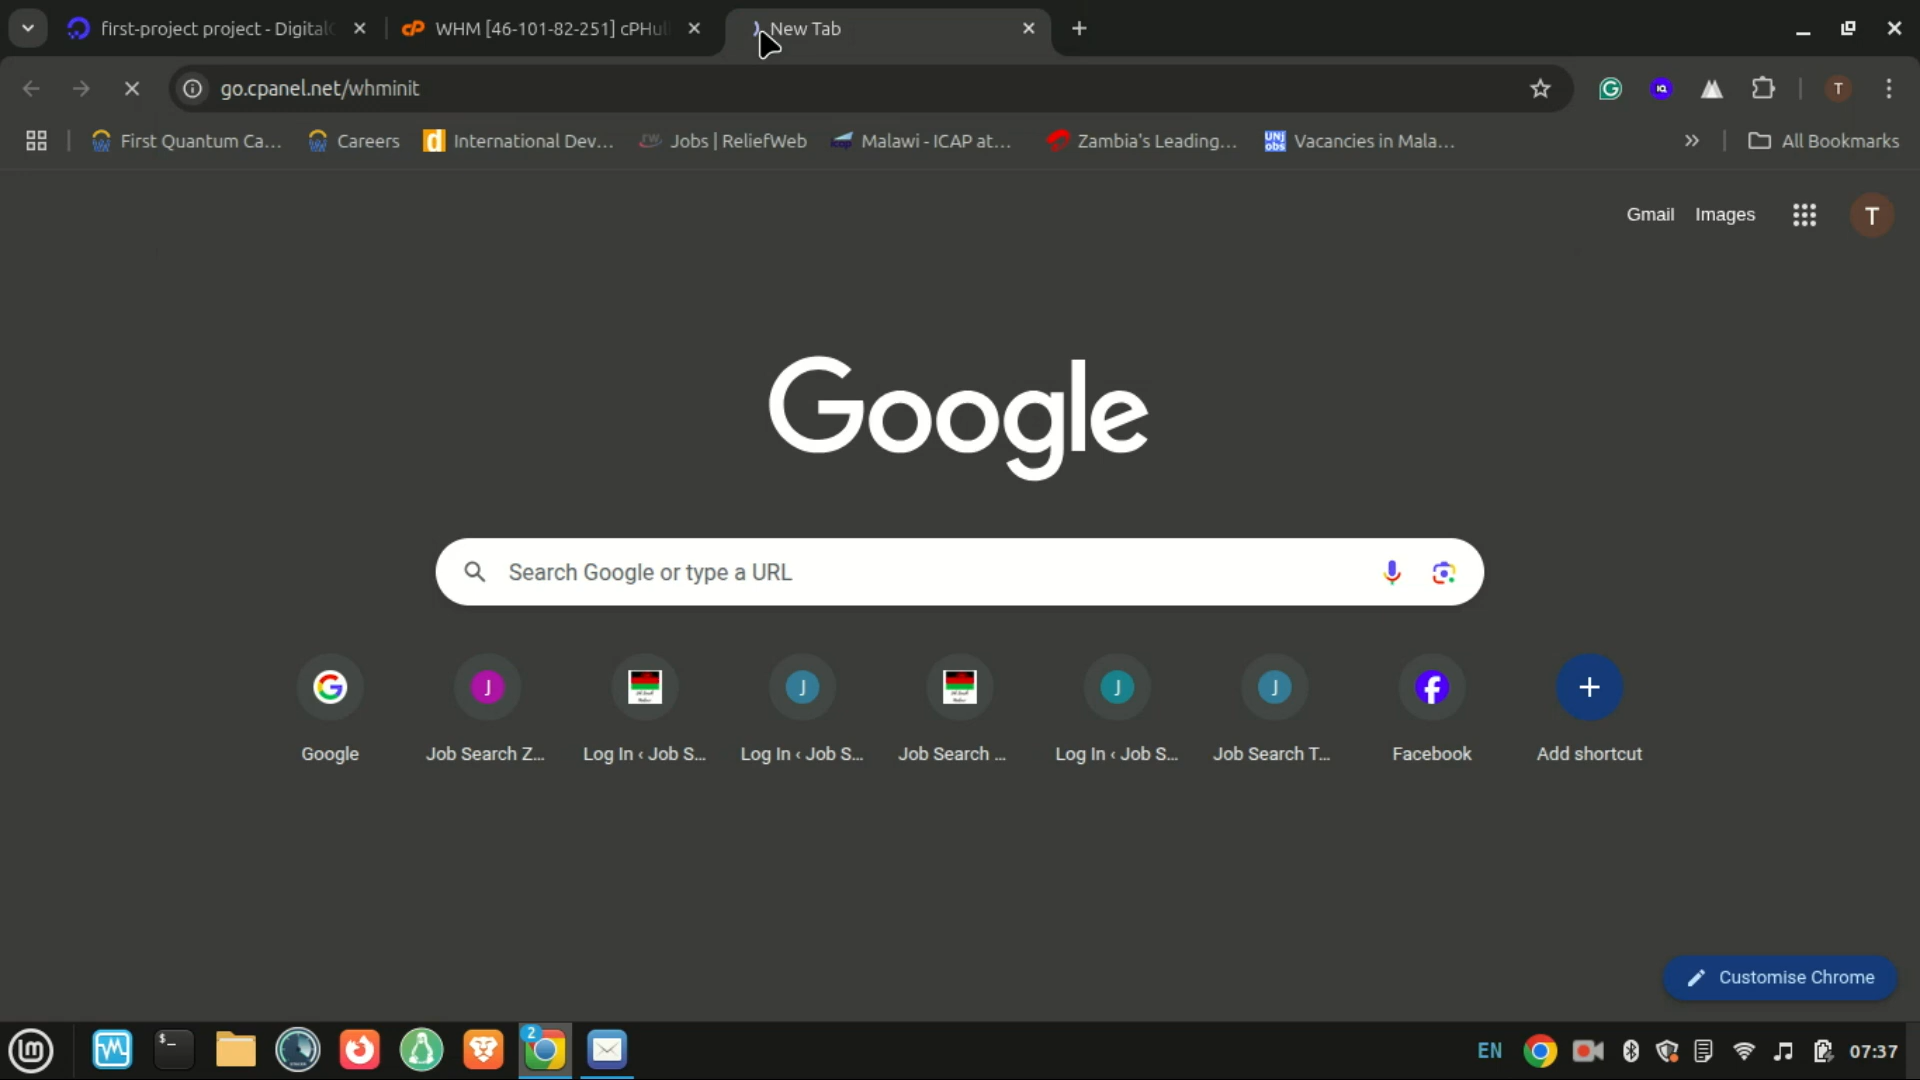 first-project project - Digital
WHM [46-101-82-251] cPHul
New Tab
go.cpanel.net/whminit
T
First Quantum Ca...
Careers
International Dev...
Jobs | ReliefWeb
Malawi - ICAP at...
Zambia's Leading...
Vacancies in Mala...
All Bookmarks
Gmail
Images
T
Google
Search Google or type a URL
Google
Job Search Z...
Log In ‹ Job S...
Log In ‹ Job S...
Job Search ...
Log In ‹ Job S...
Job Search T...
Facebook
Add shortcut
Customise Chrome
2
EN
07:37